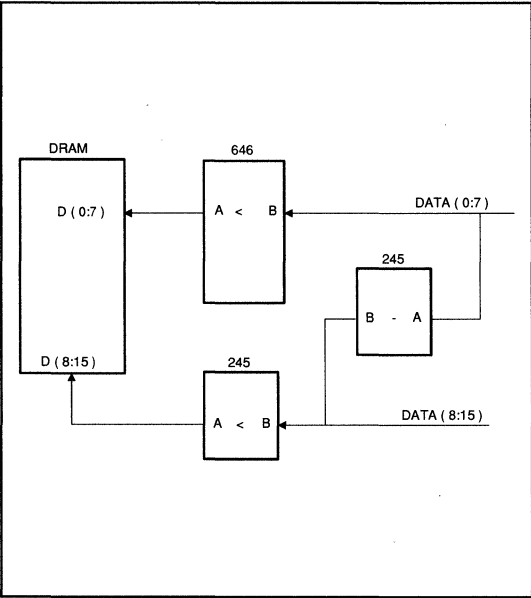 DRAM
646
D ( 0:7 )
A < B
DATA ( 0:7 )
245
B - A
D ( 8:15 )
245
A < B
DATA ( 8:15 )